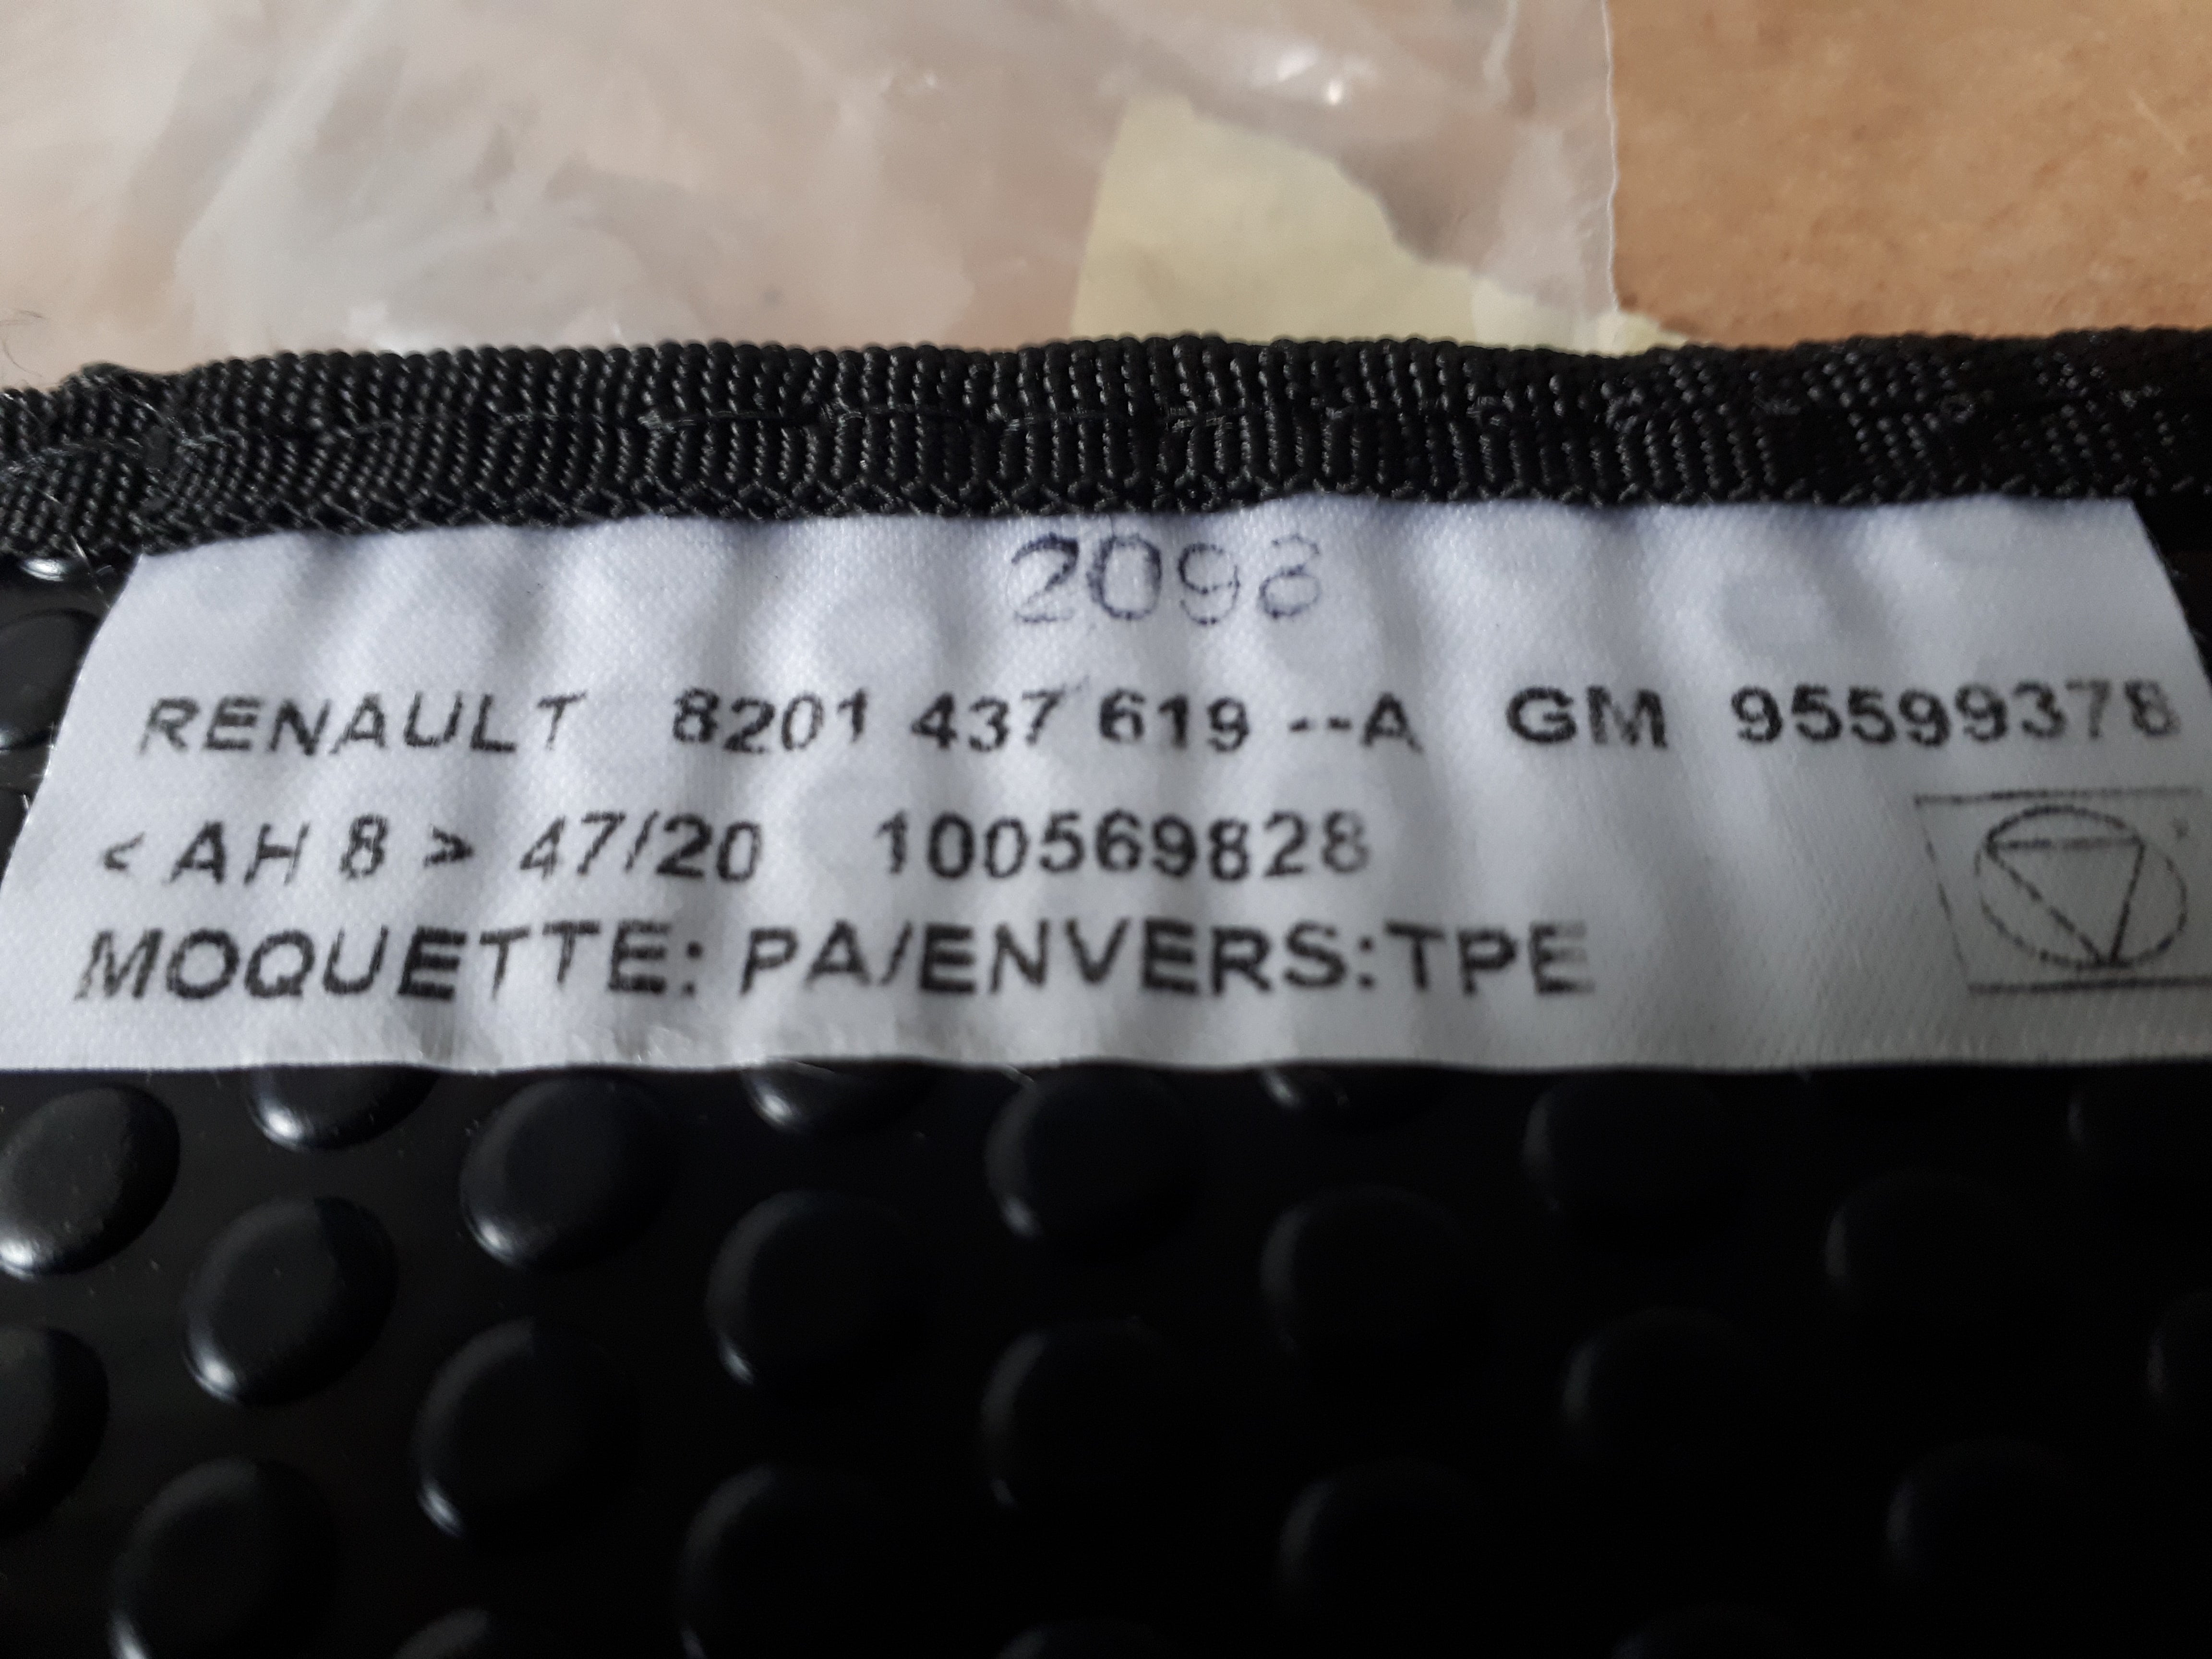 2098
RENAULT 8201 437 619 --A GM 95599378
< AH 8 > 47/20 100569828
MOQUETTE: PA/ENVERS:TPE